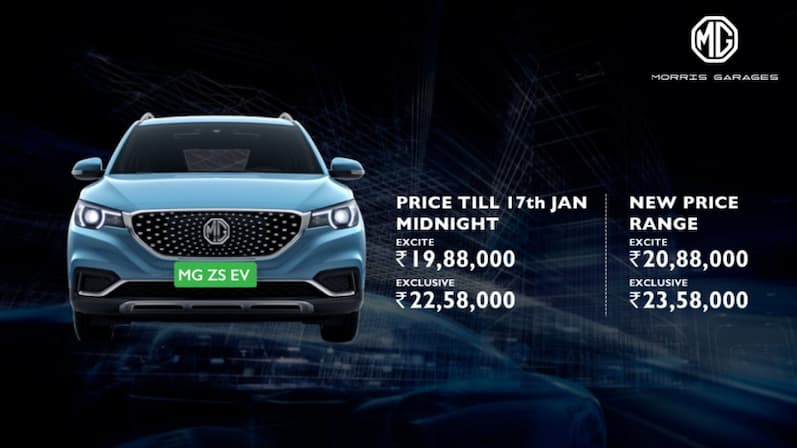 MG
MORRIS GARAGES
MG
MG ZS EV
PRICE TILL 17th JAN
MIDNIGHT
EXCITE
₹19,88,000
EXCLUSIVE
₹22,58,000
NEW PRICE
RANGE
EXCITE
₹20,88,000
EXCLUSIVE
₹23,58,000